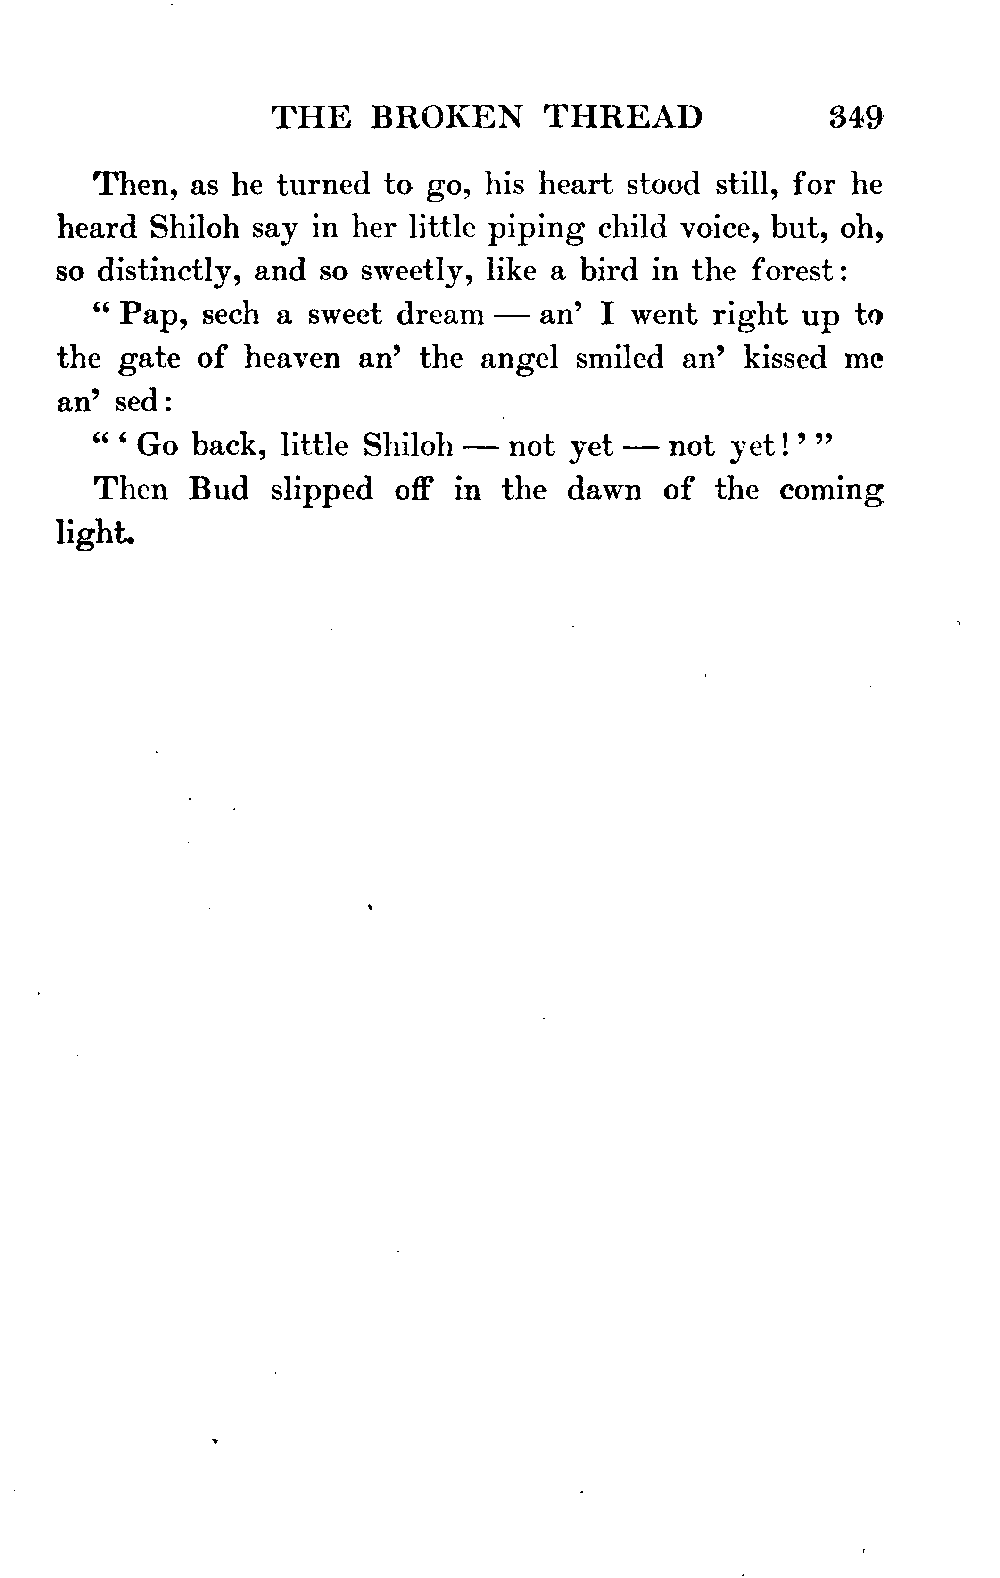 THE BROKEN THREAD 349
Then, as he turned to go, his heart stood still, for he
heard Shiloh say in her little piping child voice, but, oh,
so distinctly, and so sweetly, like a bird in the forest:
“ Pap, sech a sweet dream — an’ I went right up to
the gate of heaven an’ the angel smiled an’ kissed me
an’ sed:
“ ‘ Go back, little Shiloh — not yet — not yet! ’ ”
Then Bud slipped off in the dawn of the coming
light.